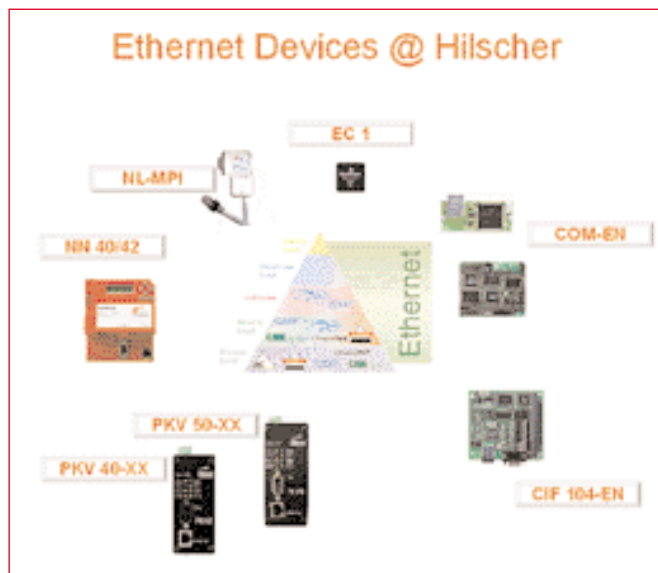 Ethernet Devices @ Hilscher
EC 1
NL-MPI
COM-EN
NN 40/42
Ethernet
PKV 50-XX
PKV 40-XX
CIF 104-EN